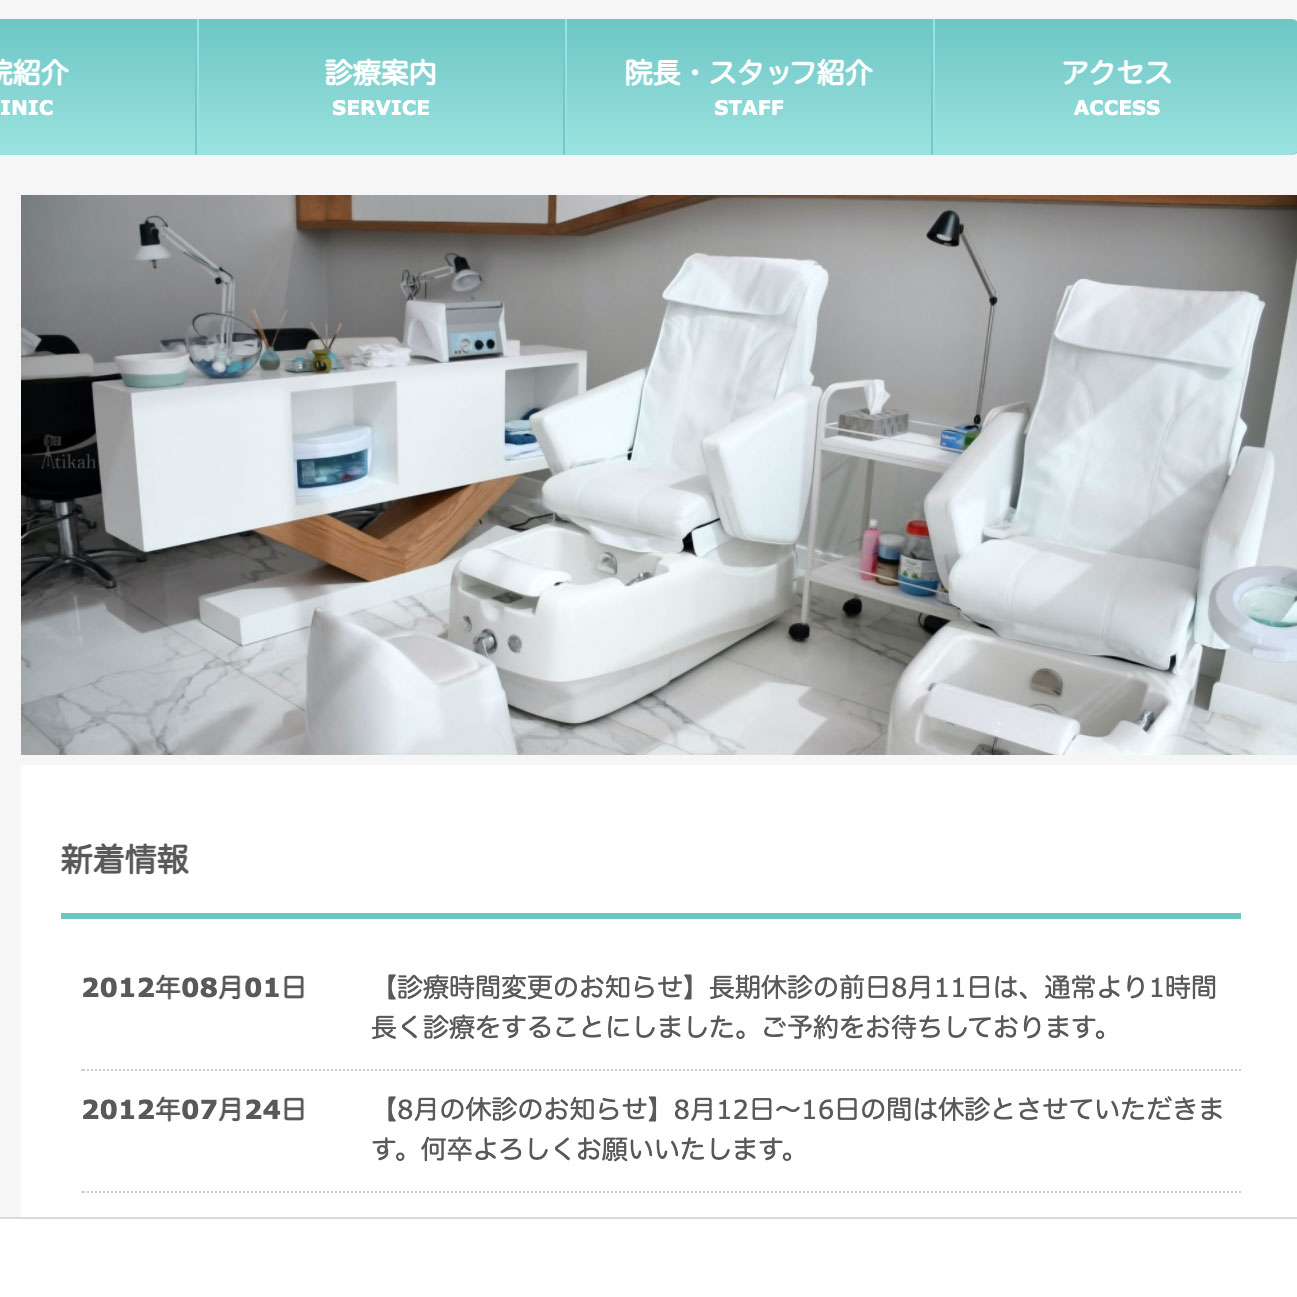 院紹介
診療案内
院長・スタッフ紹介
アクセス
INIC
SERVICE
STAFF
ACCESS
Atikah
新着情報
2012年08月01日
【診療時間変更のお知らせ】長期休診の前日8月11日は、通常より1時間
長く診療をすることにしました。ご予約をお待ちしております。
2012年07月24日
【8月の休診のお知らせ】8月12日～16日の間は休診とさせていただきま
す。何卒よろしくお願いいたします。